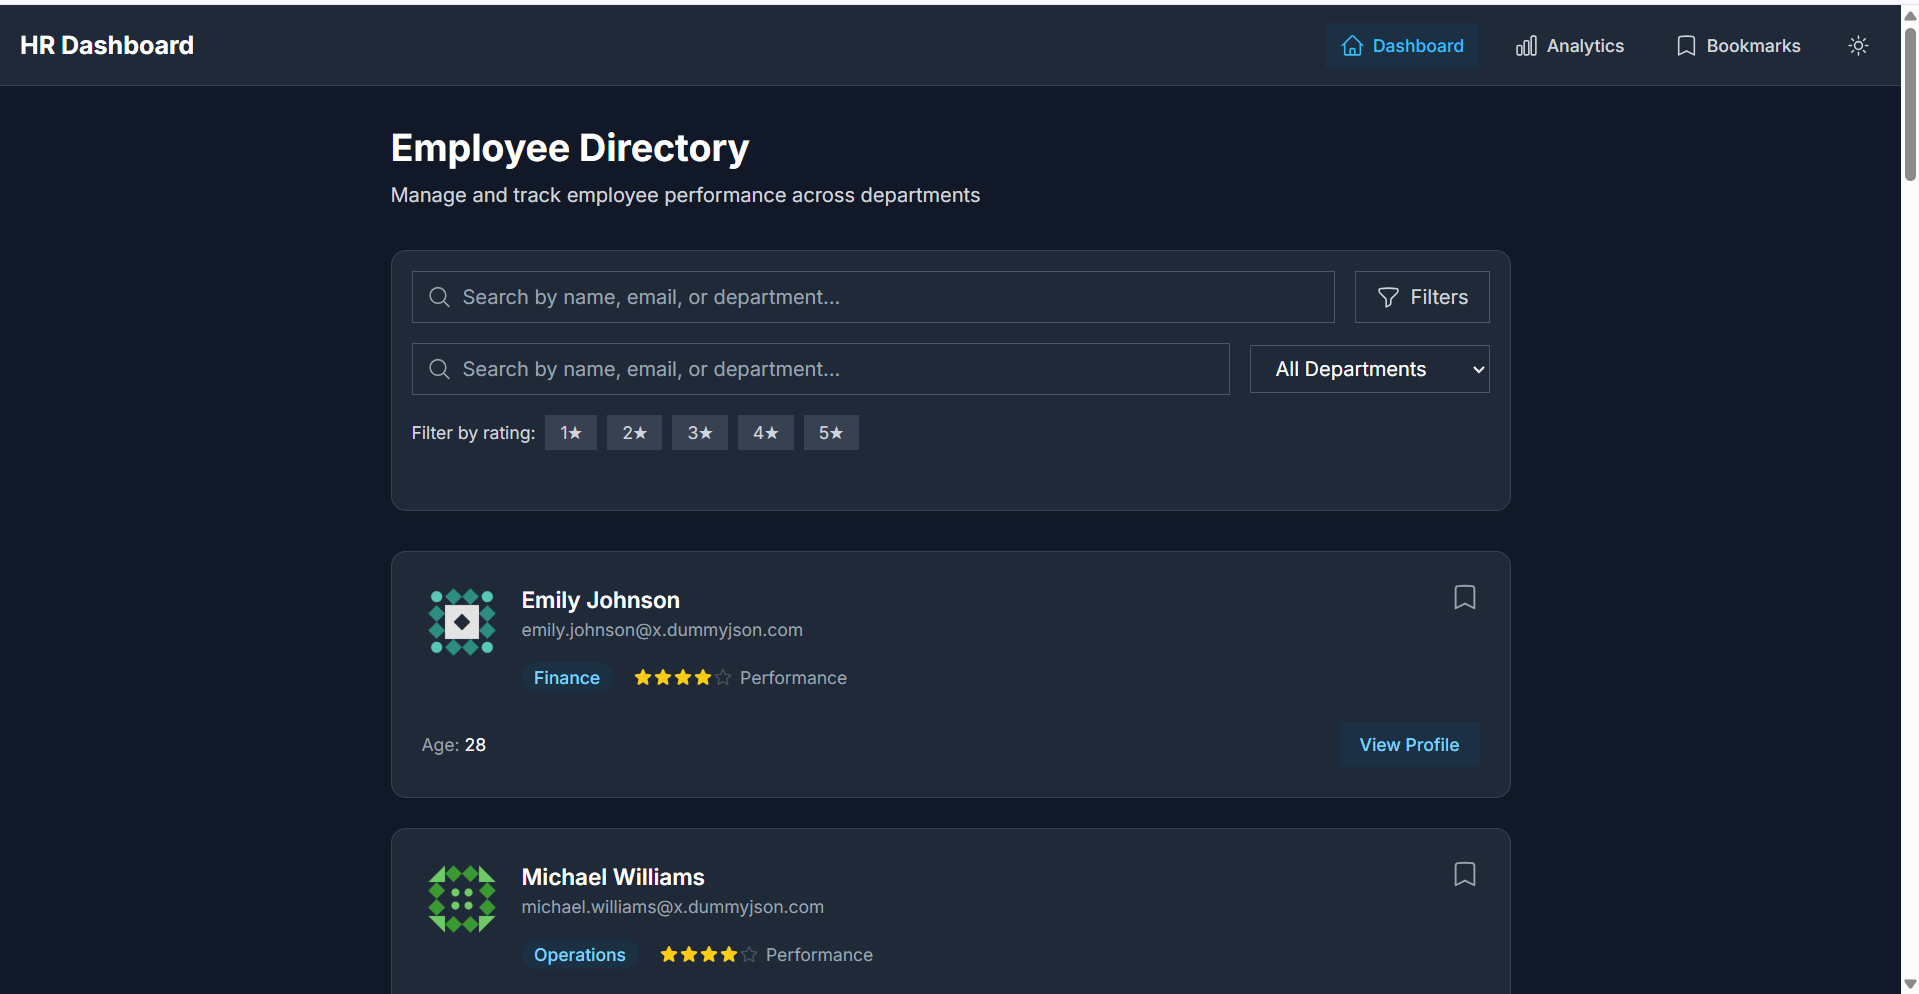 HR Dashboard
Dashboard
Analytics
Bookmarks
Employee Directory
Manage and track employee performance across departments
Search by name, email, or department...
Filters
Search by name, email, or department...
All Departments
Filter by rating: 1★ 2★ 3★ 4★ 5★
Emily Johnson
emily.johnson@x.dummyjson.com
Finance ★★★★☆ Performance
Age: 28
View Profile
Michael Williams
michael.williams@x.dummyjson.com
Operations ★★★★☆ Performance